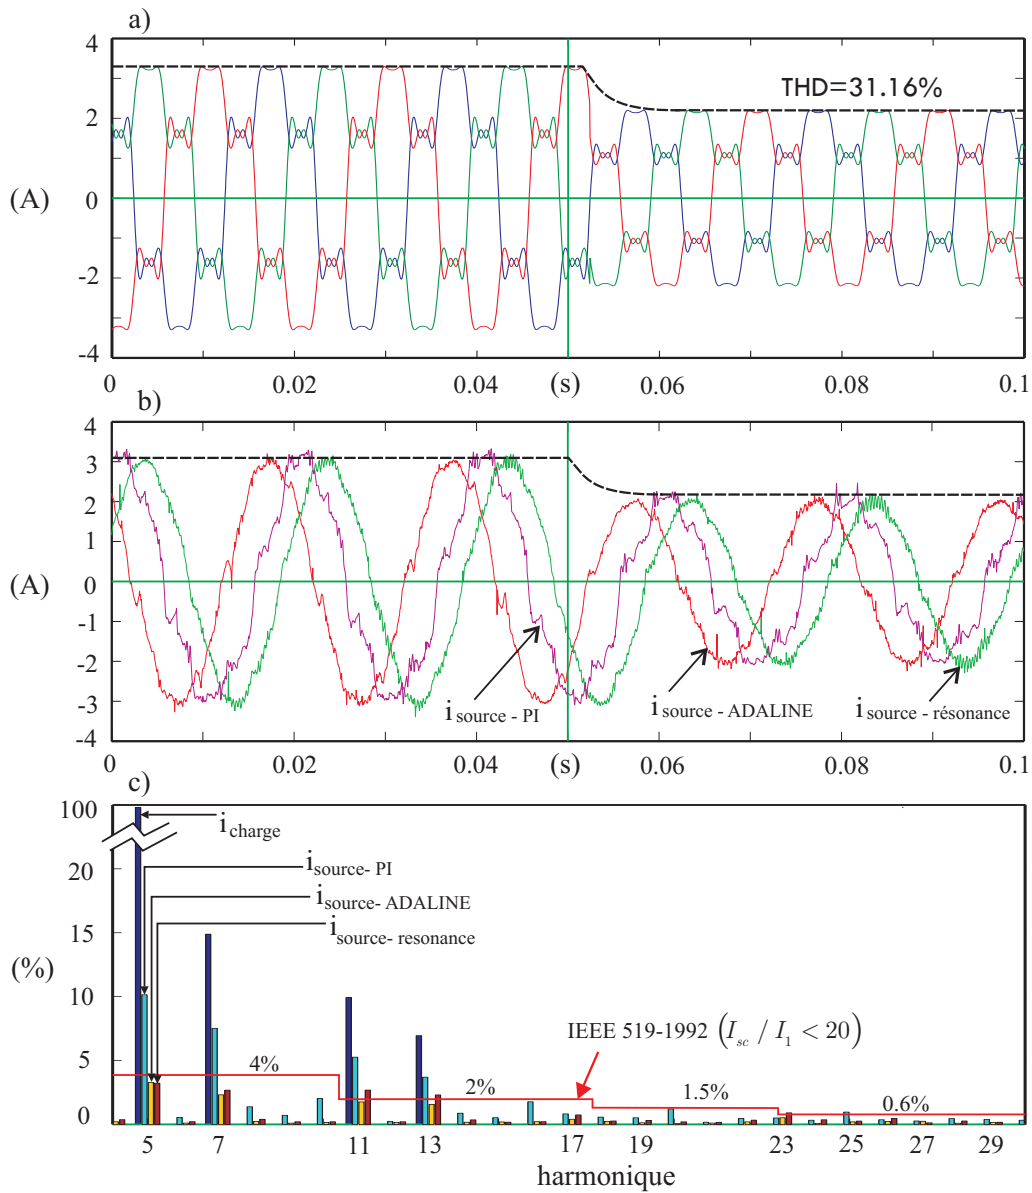 a)
4
2
0
-2
-4
(A)
THD=31.16%
0
0.02
0.04
(s)
0.06
0.08
0.1
b)
4
3
2
1
0
-1
-2
-3
-4
(A)
i source - PI
i source - ADALINE
i source - résonance
0
0.02
0.04
(s)
0.06
0.08
0.1
c)
100
20
15
10
5
0
(%)
i charge
i source- PI
i source- ADALINE
i source- resonance
IEEE 519-1992 (I_sc / I_1 < 20)
4%
2%
1.5%
0.6%
5
7
11
13
17
19
23
25
27
29
harmonique